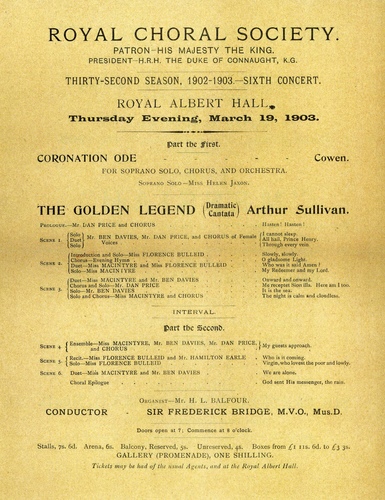 ROYAL CHORAL SOCIETY.
PATRON—HIS MAJESTY THE KING.
PRESIDENT—H.R.H. THE DUKE OF CONNAUGHT, K.G.
THIRTY-SECOND SEASON, 1902-1903.—SIXTH CONCERT.
ROYAL ALBERT HALL.
Thursday Evening, March 19, 1903.
Part the First.
CORONATION ODE - - - - Cowen.
FOR SOPRANO SOLO, CHORUS, AND ORCHESTRA.
SOPRANO SOLO—MISS HELEN JAXON.
THE GOLDEN LEGEND (Dramatic Cantata) Arthur Sullivan.
PROLOGUE.—Mr. DAN PRICE and CHORUS . . . Hasten! Hasten!
SCENE 1. Solo I cannot sleep.
Duet Mr. BEN DAVIES, Mr. DAN PRICE, and CHORUS of Female All hail, Prince Henry.
Solo Voices Through every vein
Introduction and Solo—Miss FLORENCE BULLEID . Slowly, slowly.
SCENE 2. Chorus—Evening Hymn . . . O gladsome Light.
Duet—Miss MACINTYRE and Miss FLORENCE BULLEID . Who was it said Amen?
Solo—Miss MACINTYRE . . . My Redeemer and my Lord.
Duet—Miss MACINTYRE and Mr. BEN DAVIES . . . Onward and onward.
SCENE 3. Chorus and Solo—Mr. DAN PRICE . . . Me receptet Sion illa. Here am I too.
Solo—Mr. BEN DAVIES . . . It is the sea.
Solo and Chorus—Miss MACINTYRE and CHORUS . The night is calm and cloudless.
INTERVAL.
Part the Second.
SCENE 4 Ensemble—Miss MACINTYRE, Mr. BEN DAVIES, Mr. DAN PRICE, My guests approach.
and CHORUS
SCENE 5. Recit.—Miss FLORENCE BULLEID and Mr. HAMILTON EARLE . Who is it coming.
Solo—Miss FLORENCE BULLEID . . . Virgin, who lovest the poor and lowly.
SCENE 6. Duet—Miss MACINTYRE and Mr. BEN DAVIES . . . We are alone.
Choral Epilogue . . . God sent His messenger, the rain.
ORGANIST—MR. H. L. BALFOUR.
CONDUCTOR - SIR FREDERICK BRIDGE, M.V.O., Mus.D.
Doors open at 7; Commence at 8 o'clock.
Stalls, 7s. 6d. Arena, 6s. Balcony, Reserved, 5s. Unreserved, 4s. Boxes from £1 11s. 6d. to £3 3s.
GALLERY (PROMENADE), ONE SHILLING.
Tickets may be had of the usual Agents, and at the Royal Albert Hall.